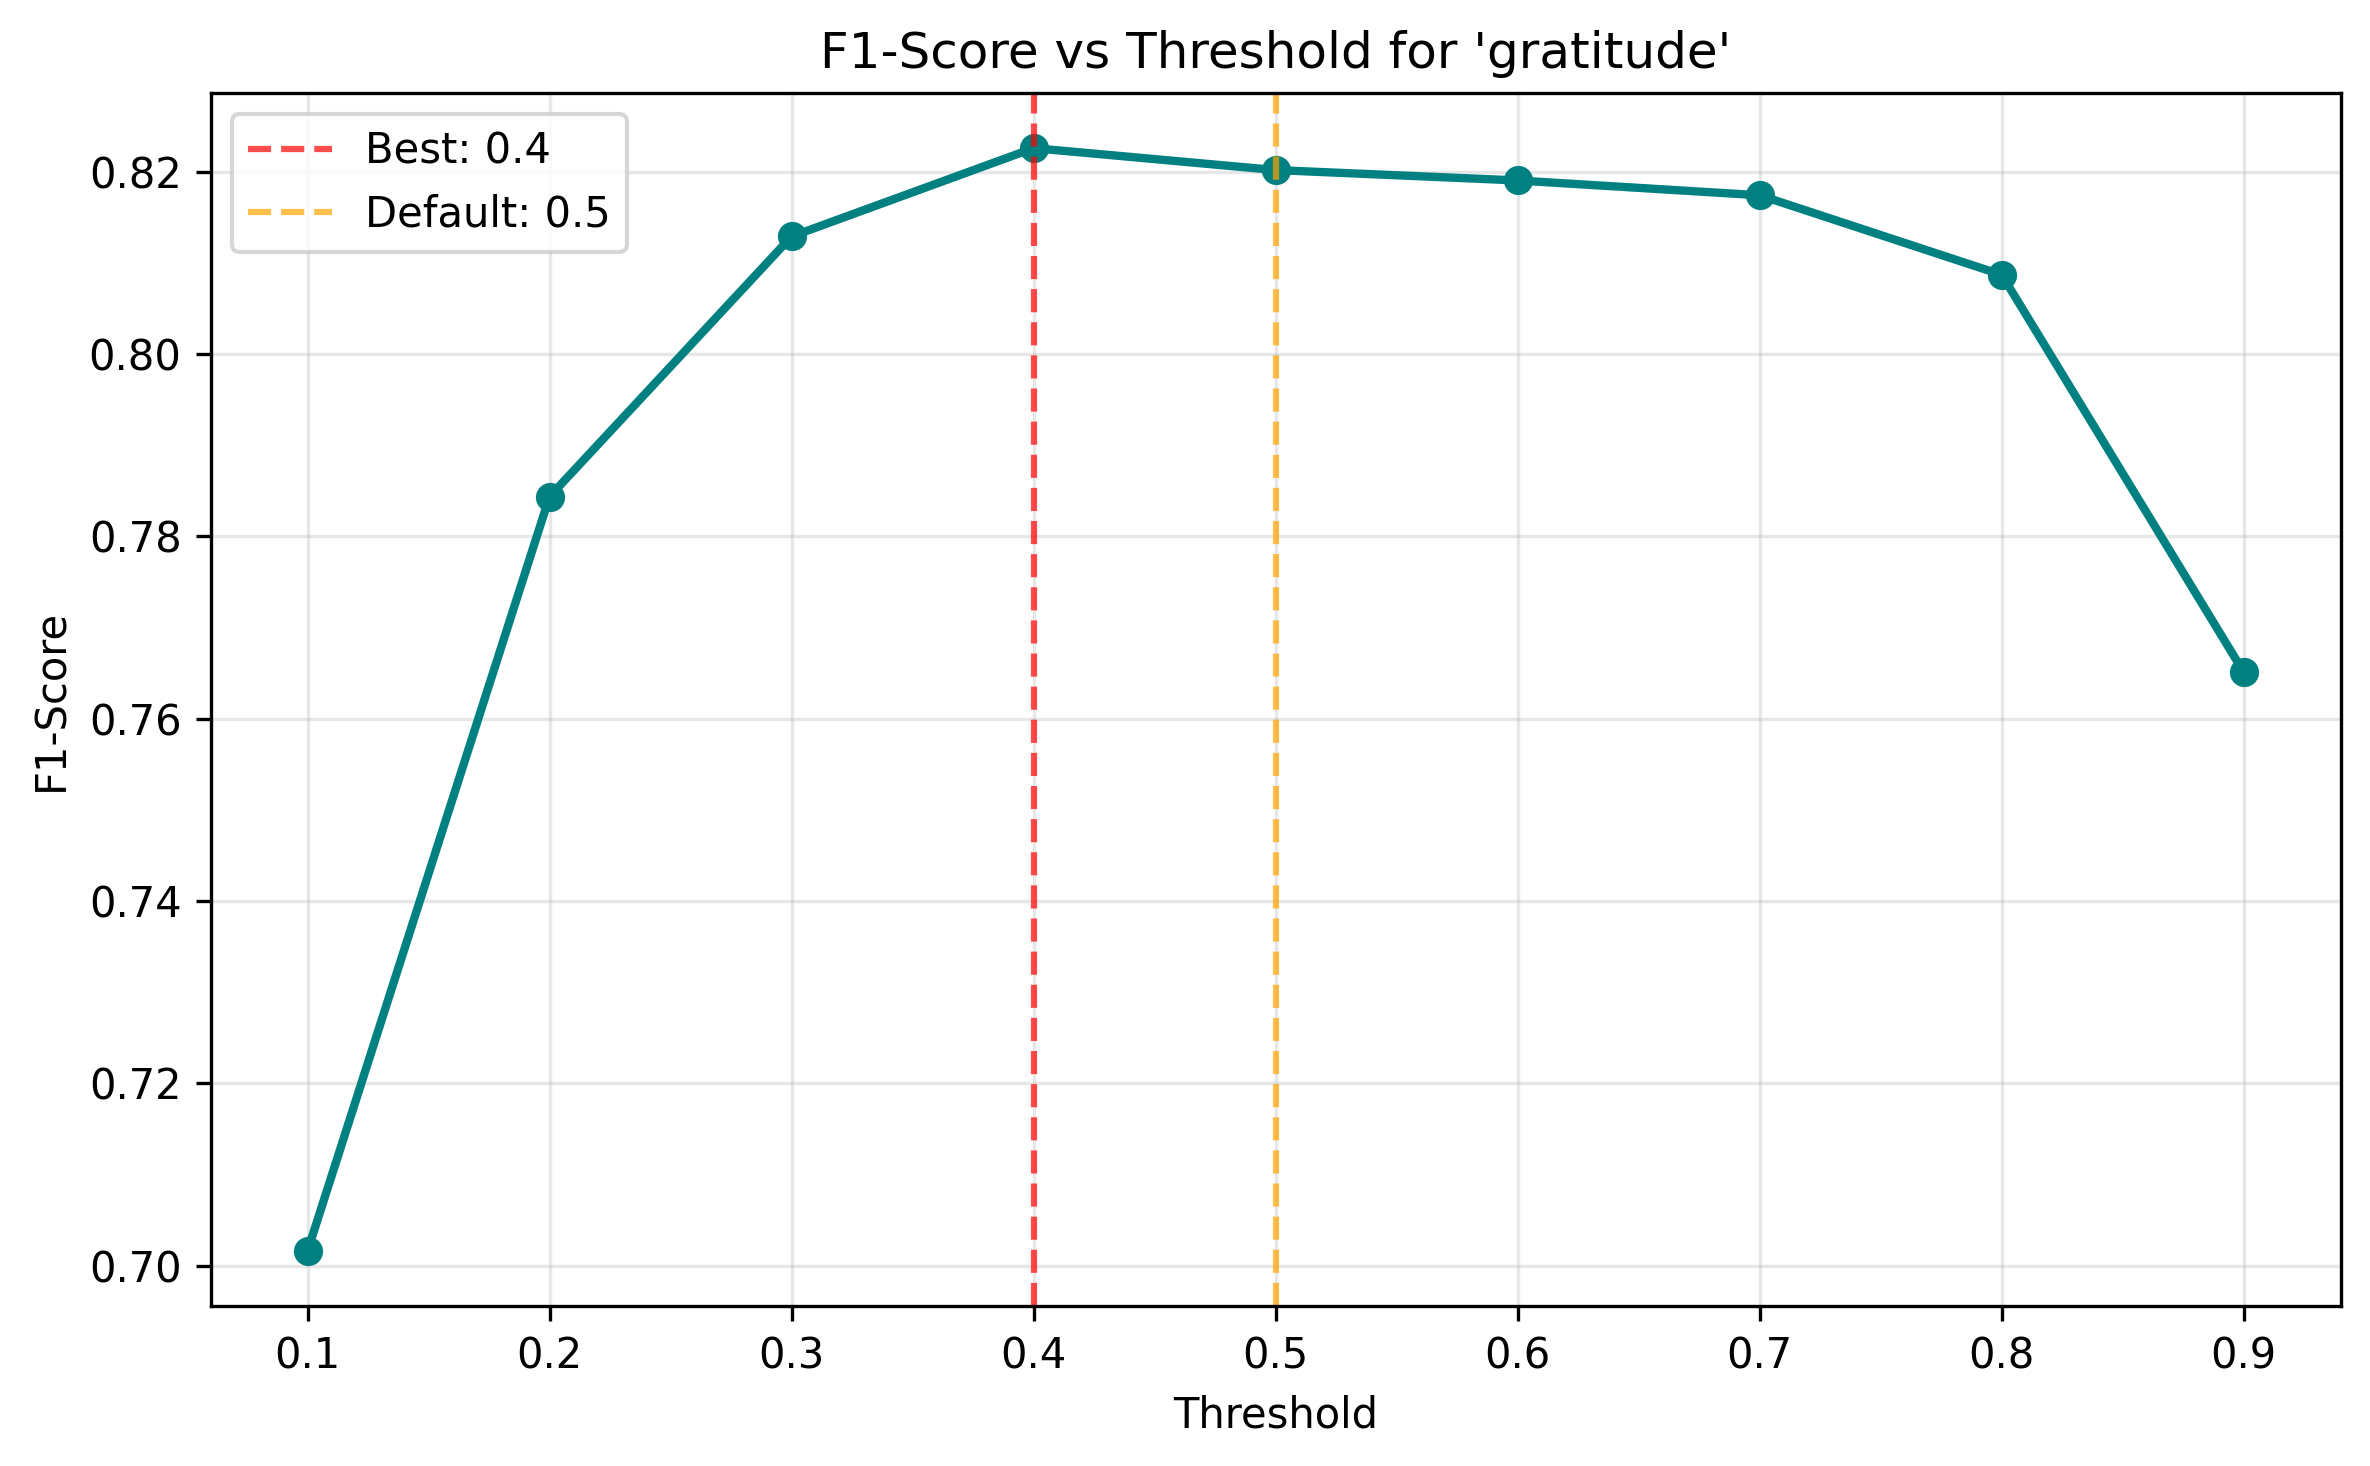 F1-Score vs Threshold for 'gratitude'
Best: 0.4
Default: 0.5
0.82
0.80
0.78
0.76
0.74
0.72
0.70
F1-Score
0.1 0.2 0.3 0.4 0.5 0.6 0.7 0.8 0.9
Threshold